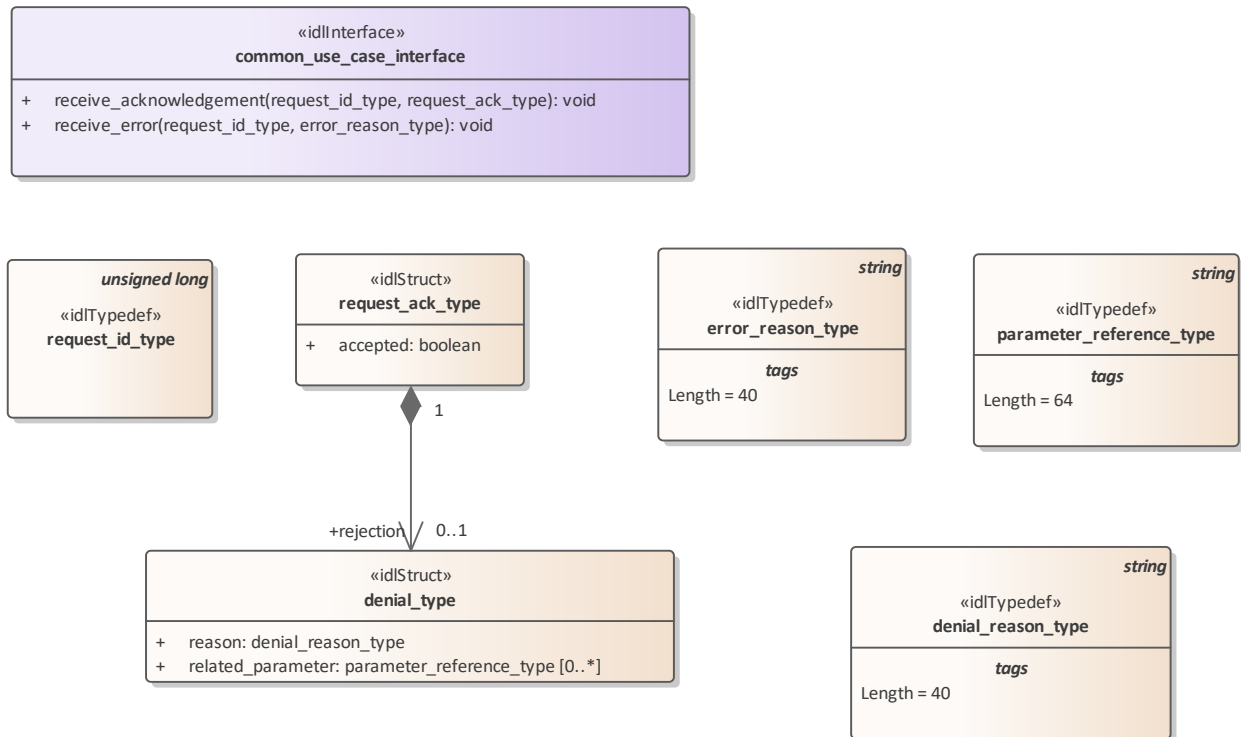 «idlInterface»
common_use_case_interface
+ receive_acknowledgement(request_id_type, request_ack_type): void
+ receive_error(request_id_type, error_reason_type): void
unsigned long
«idlTypedef»
request_id_type
«idlStruct»
request_ack_type
+ accepted: boolean
string
«idlTypedef»
error_reason_type
tags
Length = 40
string
«idlTypedef»
parameter_reference_type
tags
Length = 64
1
+rejection 0..1
«idlStruct»
denial_type
+ reason: denial_reason_type
+ related_parameter: parameter_reference_type [0..*]
string
«idlTypedef»
denial_reason_type
tags
Length = 40